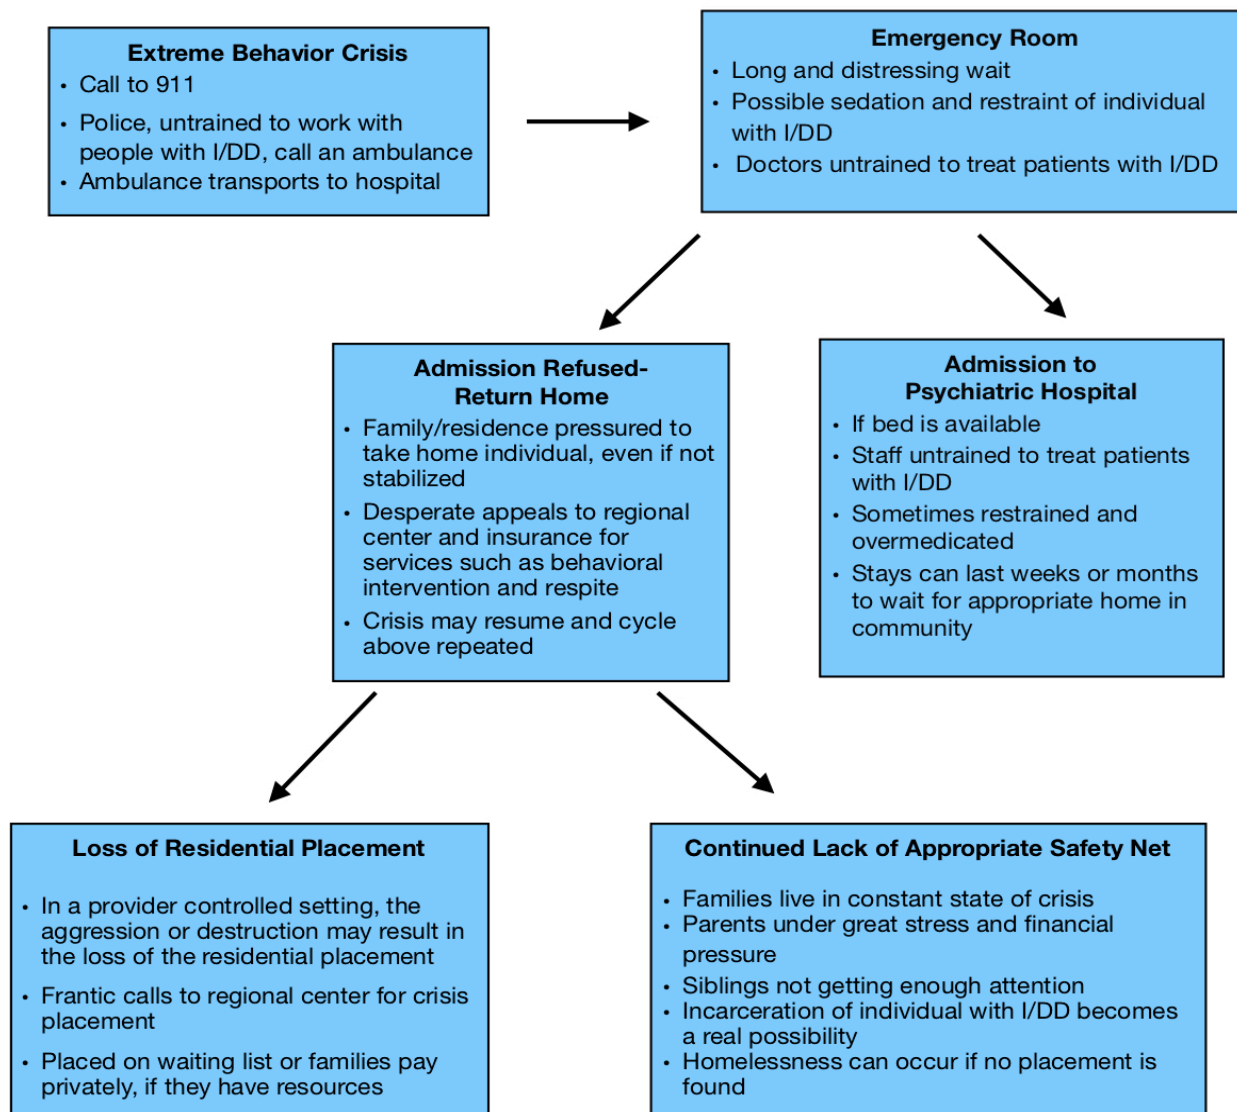 Extreme Behavior Crisis
• Call to 911
• Police, untrained to work with
people with I/DD, call an ambulance
• Ambulance transports to hospital
Emergency Room
• Long and distressing wait
• Possible sedation and restraint of individual
with I/DD
• Doctors untrained to treat patients with I/DD
Admission Refused-
Return Home
• Family/residence pressured to
take home individual, even if not
stabilized
• Desperate appeals to regional
center and insurance for
services such as behavioral
intervention and respite
• Crisis may resume and cycle
above repeated
Admission to
Psychiatric Hospital
• If bed is available
• Staff untrained to treat patients
with I/DD
• Sometimes restrained and
overmedicated
• Stays can last weeks or months
to wait for appropriate home in
community
Loss of Residential Placement
• In a provider controlled setting, the
aggression or destruction may result in
the loss of the residential placement
• Frantic calls to regional center for crisis
placement
• Placed on waiting list or families pay
privately, if they have resources
Continued Lack of Appropriate Safety Net
• Families live in constant state of crisis
• Parents under great stress and financial
pressure
• Siblings not getting enough attention
• Incarceration of individual with I/DD becomes
a real possibility
• Homelessness can occur if no placement is
found